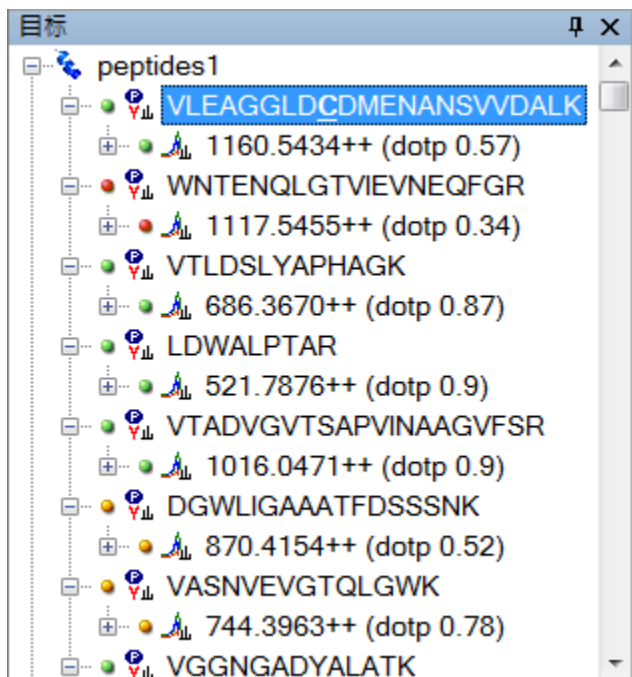 目标
peptides1
VLEAGGLDCDMENANSVVDALK
1160.5434++ (dotp 0.57)
WNTENQLGTVIEVNEQFGR
1117.5455++ (dotp 0.34)
VTLDSLYAPHAGK
686.3670++ (dotp 0.87)
LDWALPTAR
521.7876++ (dotp 0.9)
VTADVGVTSAPVINAAGVFSR
1016.0471++ (dotp 0.9)
DGWLIGAAATFDSSSNK
870.4154++ (dotp 0.52)
VASNVEVGTQLGWK
744.3963++ (dotp 0.78)
VGGNGADYALATK